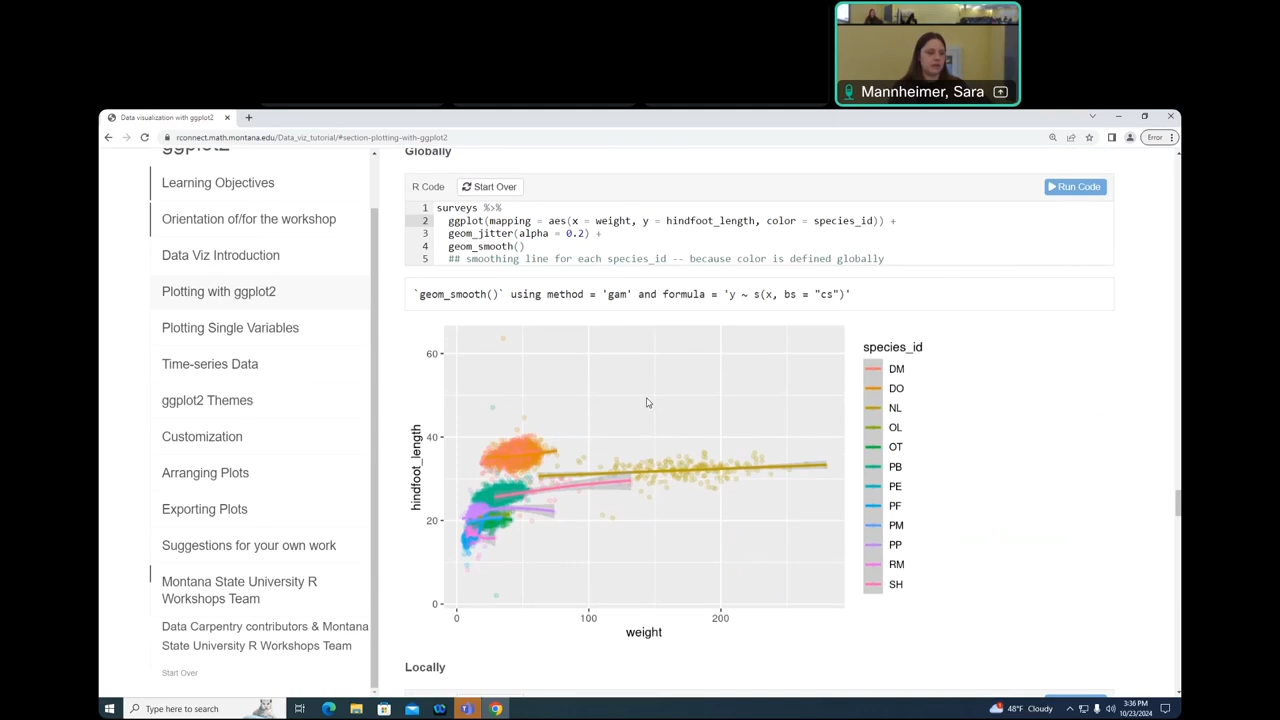 Mannheimer, Sara
Data visualization with ggplot2
rconnect.math.montana.edu/Data_viz_tutorial/#section-plotting-with-ggplot2
Error
ggplot2
Learning Objectives
Orientation of/for the workshop
Data Viz Introduction
Plotting with ggplot2
Plotting Single Variables
Time-series Data
ggplot2 Themes
Customization
Arranging Plots
Exporting Plots
Suggestions for your own work
Montana State University R
Workshops Team
Data Carpentry contributors & Montana
State University R Workshops Team
Start Over
Globally
R Code
Start Over
Run Code
1 surveys %>%
2 ggplot(mapping = aes(x = weight, y = hindfoot_length, color = species_id)) +
3 geom_jitter(alpha = 0.2) +
4 geom_smooth()
5 ## smoothing line for each species_id -- because color is defined globally
`geom_smooth()` using method = 'gam' and formula = 'y ~ s(x, bs = "cs")'
60
40
20
0
hindfoot_length
0
100
200
weight
species_id
DM
DO
NL
OL
OT
PB
PE
PF
PM
PP
RM
SH
Locally
Type here to search
48°F Cloudy
3:36 PM
10/23/2024